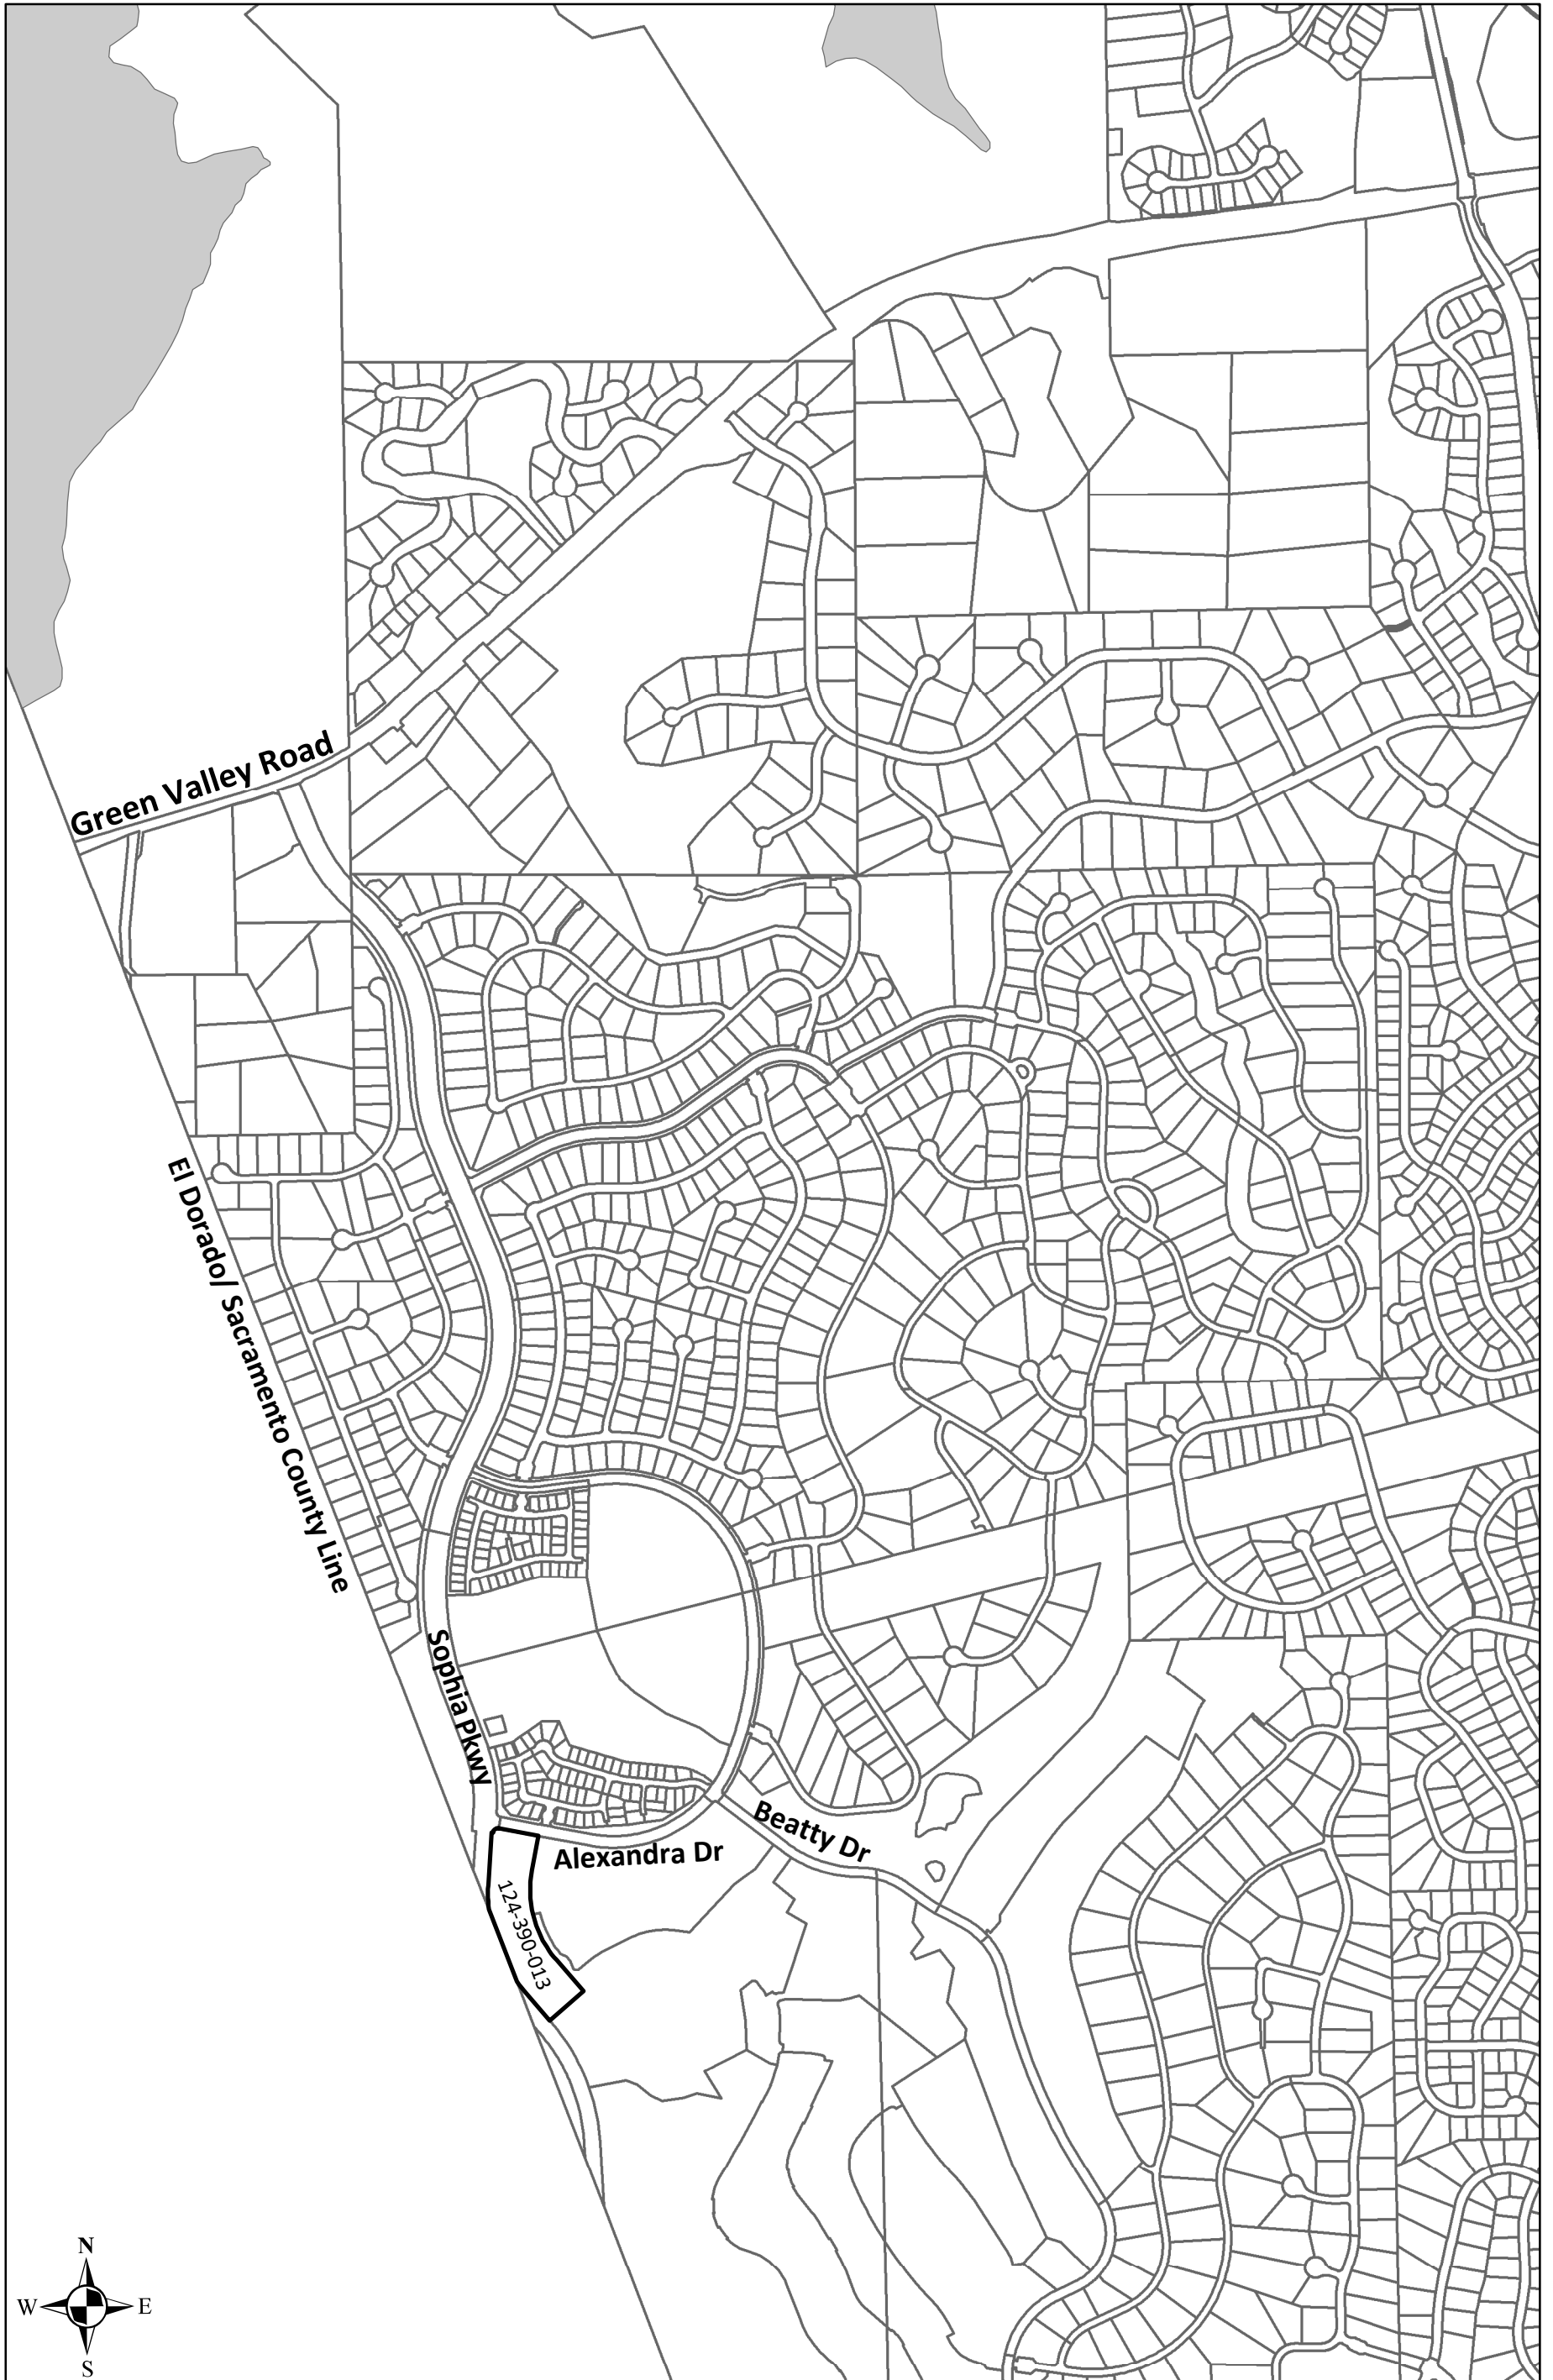 Green Valley Road
El Dorado/ Sacramento County Line
Sophia Pkwy
Beatty Dr
Alexandra Dr
124-390-013
N
W E
S